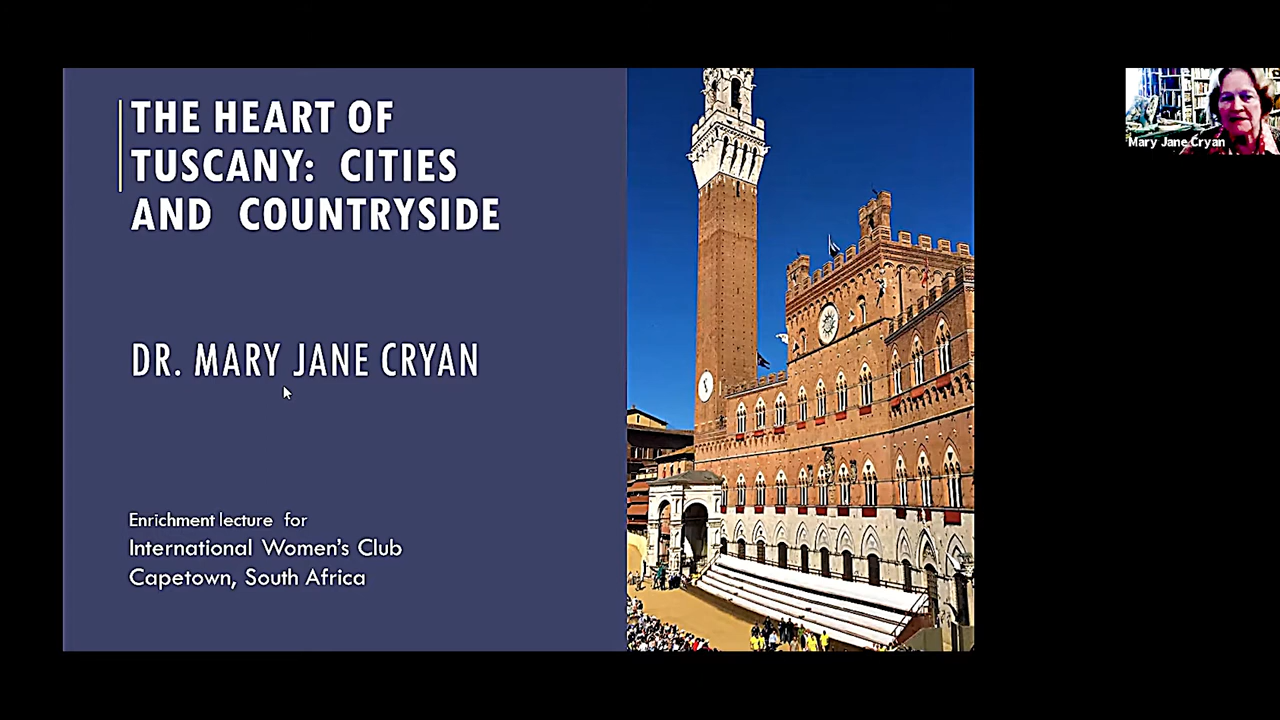 THE HEART OF
TUSCANY: CITIES
AND COUNTRYSIDE
DR. MARY JANE CRYAN
Enrichment lecture for
International Women's Club
Capetown, South Africa
Mary Jane Cryan